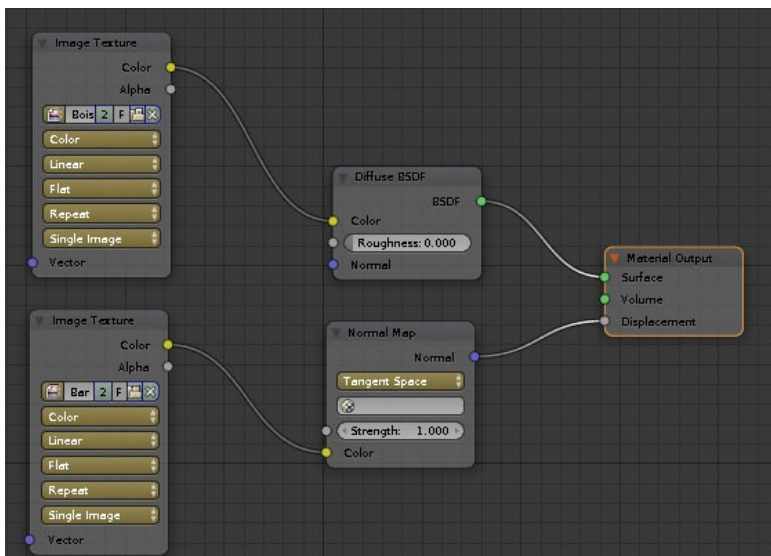 Image Texture
Color
Alpha
Bois 2 F
Color
Linear
Flat
Repeat
Single Image
Vector
Diffuse BSDF
BSDF
Color
Roughness: 0.000
Normal
Material Output
Surface
Volume
Displacement
Image Texture
Color
Alpha
Bar 2 F
Color
Linear
Flat
Repeat
Single Image
Vector
Normal Map
Normal
Tangent Space
Strength: 1.000
Color